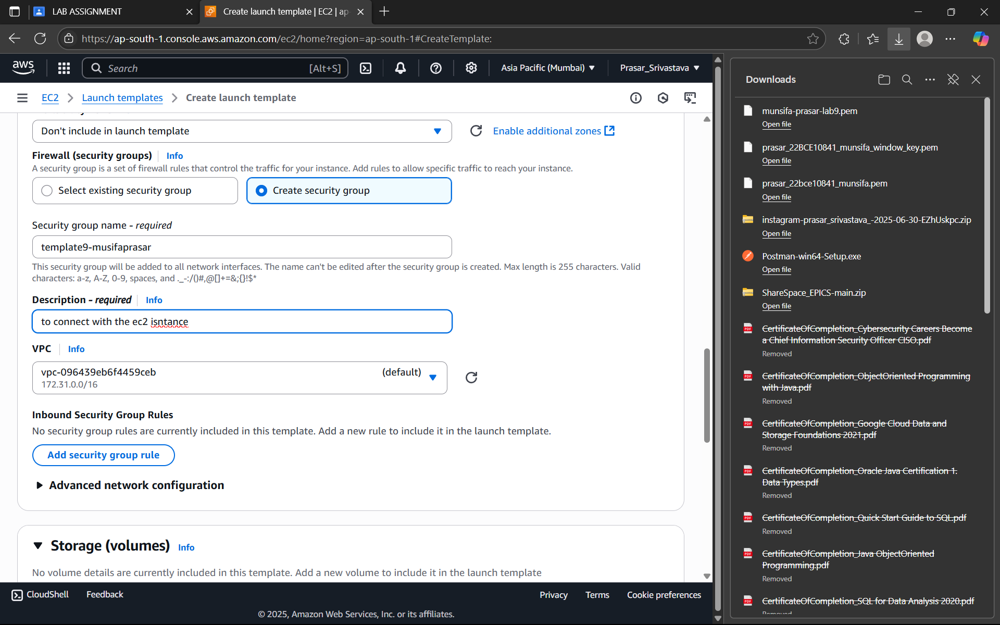 LAB ASSIGNMENT
Create launch template | EC2 | ap-
https://ap-south-1.console.aws.amazon.com/ec2/home?region=ap-south-1#CreateTemplate:
aws
Search [Alt+S]
Asia Pacific (Mumbai)
Prasar_Srivastava
EC2 > Launch templates > Create launch template
Don't include in launch template
Enable additional zones
Firewall (security groups) Info
A security group is a set of firewall rules that control the traffic for your instance. Add rules to allow specific traffic to reach your instance.
Select existing security group
Create security group
Security group name - required
template9-musifaprasar
This security group will be added to all network interfaces. The name can't be edited after the security group is created. Max length is 255 characters. Valid
characters: a-z, A-Z, 0-9, spaces, and ._-:/()#,@[]+=&;{}!$*
Description - required Info
to connect with the ec2 isntance
VPC Info
vpc-096439eb6f4459ceb (default)
172.31.0.0/16
Inbound Security Group Rules
No security group rules are currently included in this template. Add a new rule to include it in the launch template.
Add security group rule
Advanced network configuration
Storage (volumes) Info
No volume details are currently included in this template. Add a new volume to include it in the launch template
CloudShell Feedback
Privacy Terms Cookie preferences
© 2025, Amazon Web Services, Inc. or its affiliates.
Downloads
munsifa-prasar-lab9.pem
Open file
prasar_22BCE10841_munsifa_window_key.pem
Open file
prasar_22bce10841_munsifa.pem
Open file
instagram-prasar_srivastava_-2025-06-30-EZhUskpc.zip
Open file
Postman-win64-Setup.exe
Open file
ShareSpace_EPICS-main.zip
Open file
CertificateOfCompletion_Cybersecurity Careers Become
a Chief Information Security Officer CISO.pdf
Removed
CertificateOfCompletion_ObjectOriented Programming
with Java.pdf
Removed
CertificateOfCompletion_Google Cloud Data and
Storage Foundations 2021.pdf
Removed
CertificateOfCompletion_Oracle Java Certification 1.
Data Types.pdf
Removed
CertificateOfCompletion_Quick Start Guide to SQL.pdf
Removed
CertificateOfCompletion_Java ObjectOriented
Programming.pdf
Removed
CertificateOfCompletion_SQL for Data Analysis 2020.pdf